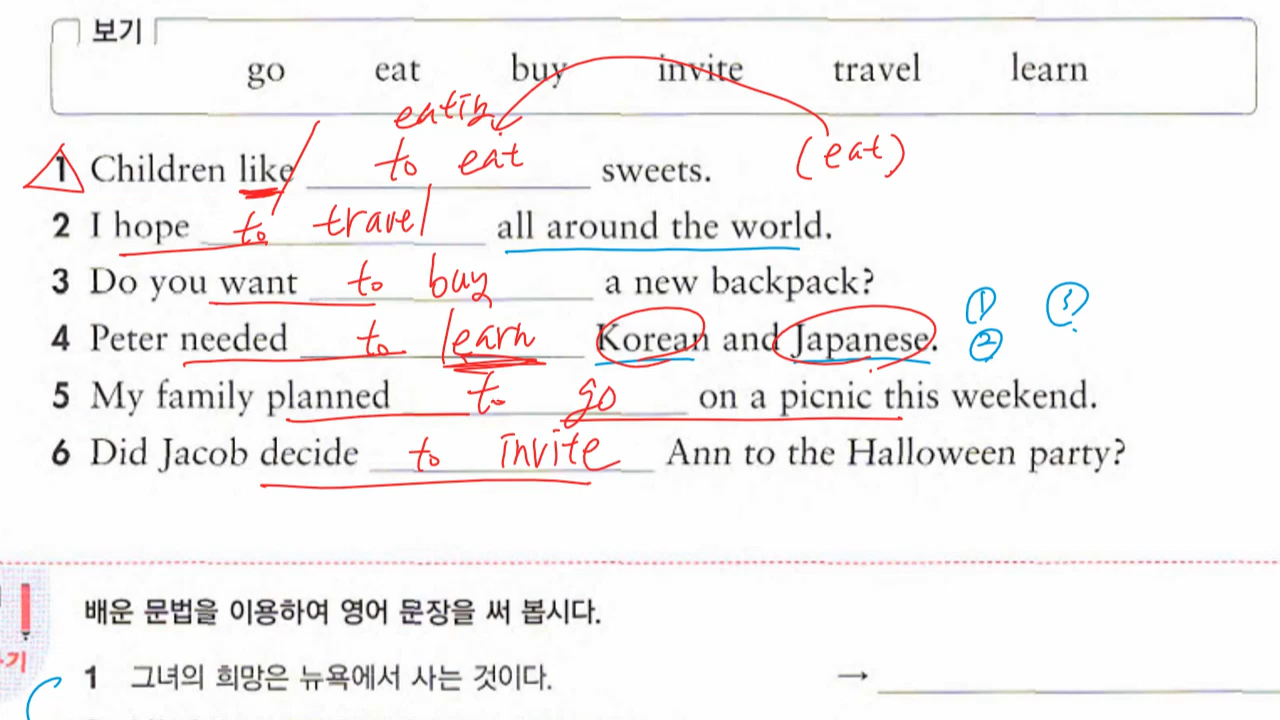 보기
go eat buy invite travel learn
eating
1 Children like to eat sweets. (eat)
2 I hope to travel all around the world.
3 Do you want to buy a new backpack?
① ③
4 Peter needed to learn Korean and Japanese. ②
5 My family planned to go on a picnic this weekend.
6 Did Jacob decide to invite Ann to the Halloween party?
배운 문법을 이용하여 영어 문장을 써 봅시다.
기
1 그녀의 희망은 뉴욕에서 사는 것이다. →